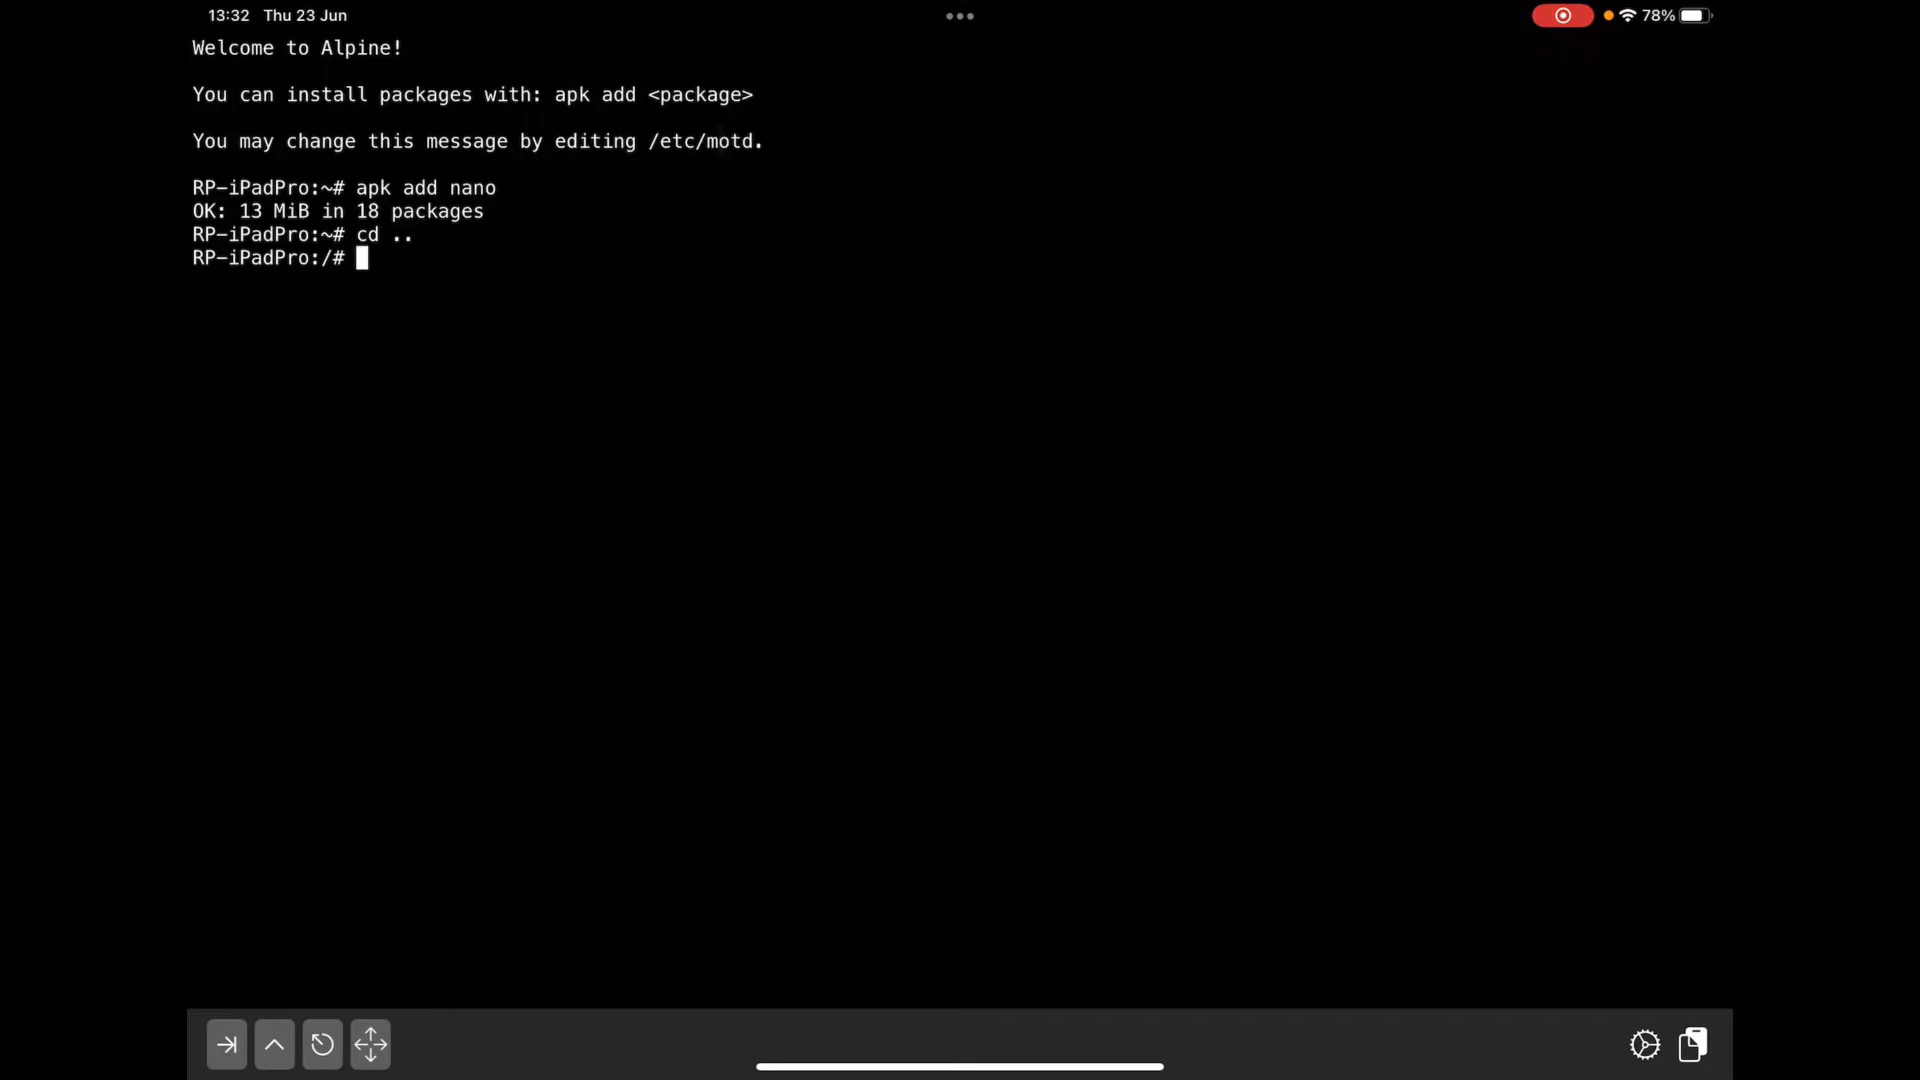 13:32 Thu 23 Jun
78%
Welcome to Alpine!
You can install packages with: apk add <package>
You may change this message by editing /etc/motd.
RP-iPadPro:~# apk add nano
OK: 13 MiB in 18 packages
RP-iPadPro:~# cd ..
RP-iPadPro:/#